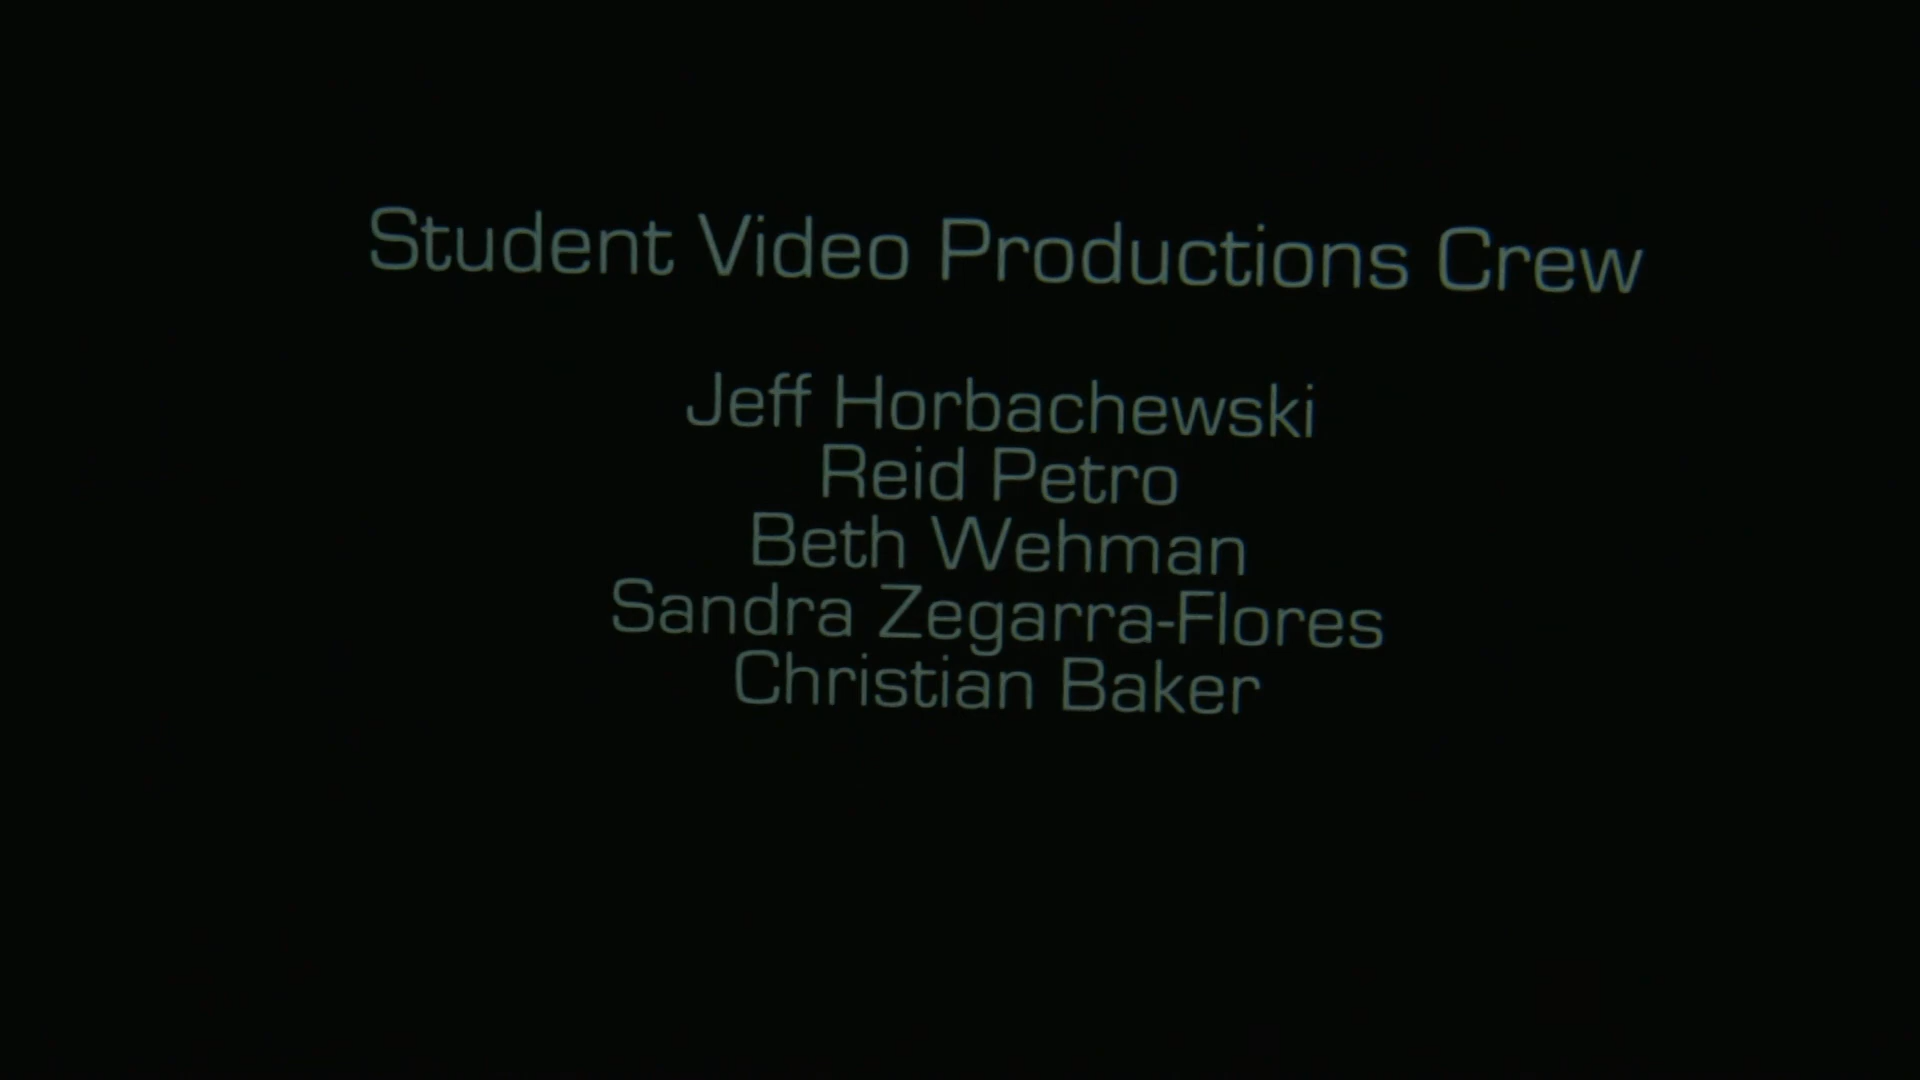 Student Video Productions Crew
Jeff Horbachewski
Reid Petro
Beth Wehman
Sandra Zegarra-Flores
Christian Baker